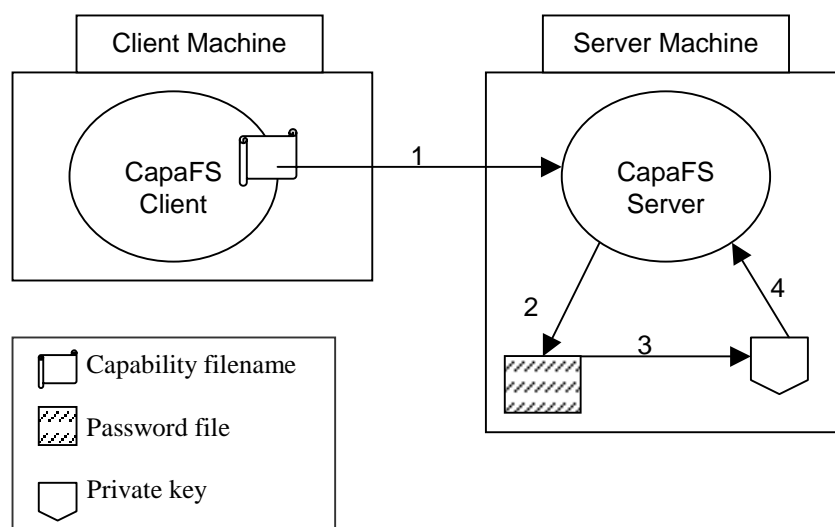 Client Machine
Server Machine
CapaFS
Client
1
CapaFS
Server
2
4
3
Capability filename
Password file
Private key